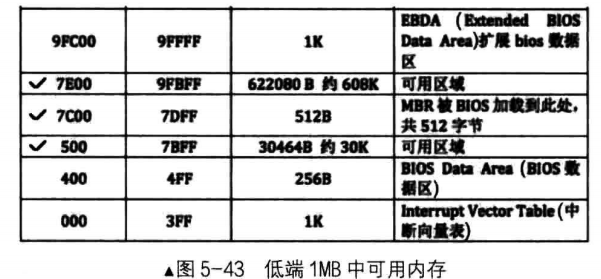 9FC00 9FFFF 1K EBDA (Extended BIOS
Data Area)扩展 bios 数据
区
✓ 7E00 9FBFF 622080 B 约 608K 可用区域
✓ 7C00 7DFF 512B MBR 被 BIOS 加载到此处，
共 512 字节
✓ 500 7BFF 30464B 约 30K 可用区域
400 4FF 256B BIOS Data Area (BIOS 数
据区)
000 3FF 1K Interrupt Vector Table (中
断向量表)
▲图 5-43 低端 1MB 中可用内存